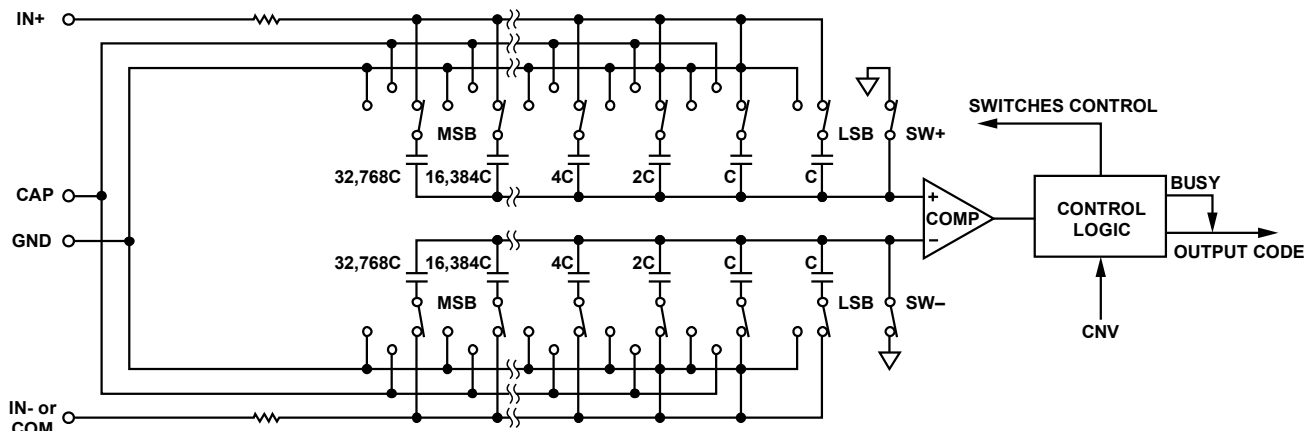 IN+
SWITCHES CONTROL
MSB
LSB
SW+
32,768C
16,384C
4C
2C
C
C
CAP
BUSY
+
COMP
−
CONTROL
LOGIC
GND
OUTPUT CODE
32,768C
16,384C
4C
2C
C
C
MSB
LSB
SW–
CNV
IN- or
COM